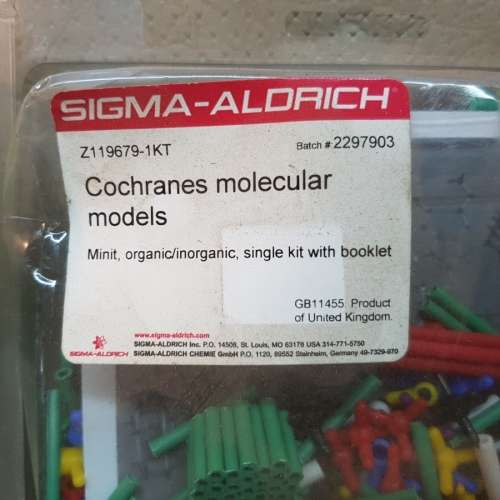 SIGMA-ALDRICH®
Z119679-1KT Batch #:2297903
Cochranes molecular
models
Minit, organic/inorganic, single kit with booklet
GB11455 Product
of United Kingdom.
www.sigma-aldrich.com
SIGMA-ALDRICH Inc. P.O. 14508, St. Louis, MO 63178 USA 314-771-5750
SIGMA-ALDRICH SIGMA-ALDRICH CHEMIE GmbH P.O. 1120, 89552 Steinheim, Germany 49-7329-970